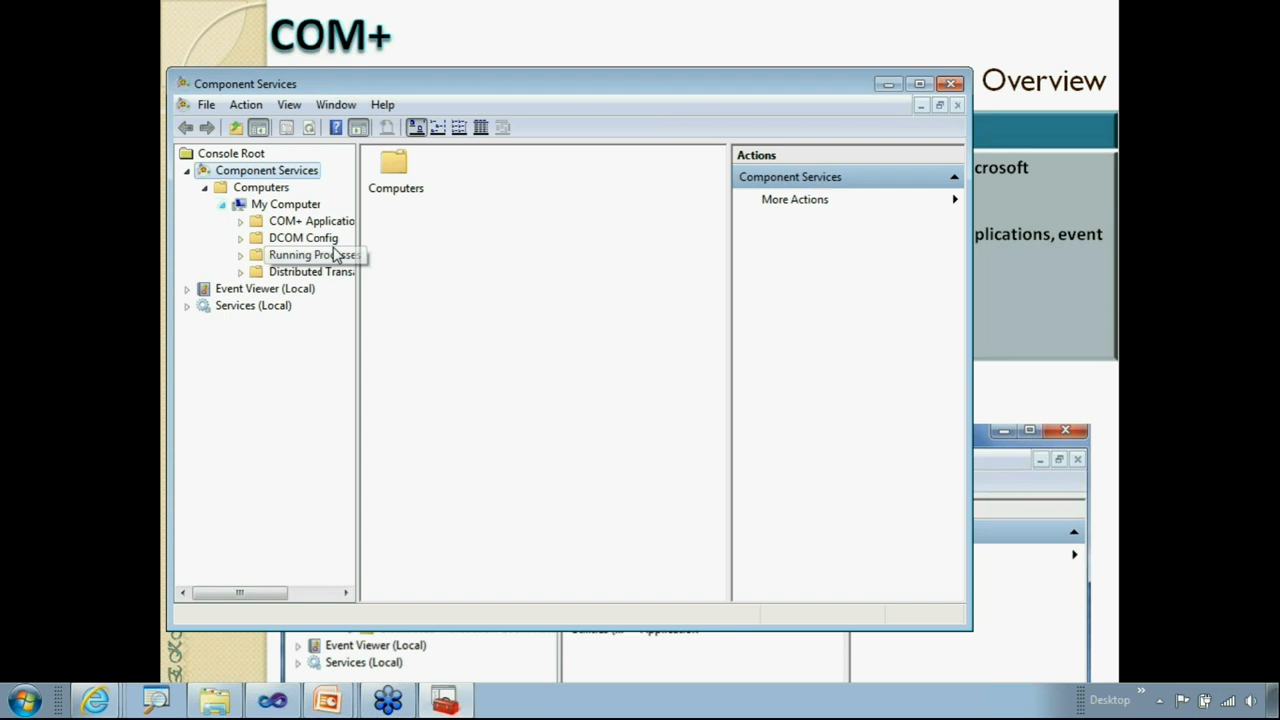 COM+
Overview
Component Services
File Action View Window Help
Console Root
Component Services
Computers
My Computer
COM+ Applicatio
DCOM Config
Running Processes
Distributed Trans
Event Viewer (Local)
Services (Local)
Computers
Actions
Component Services
More Actions
crosoft
plications, event
Event Viewer (Local)
Services (Local)
Desktop